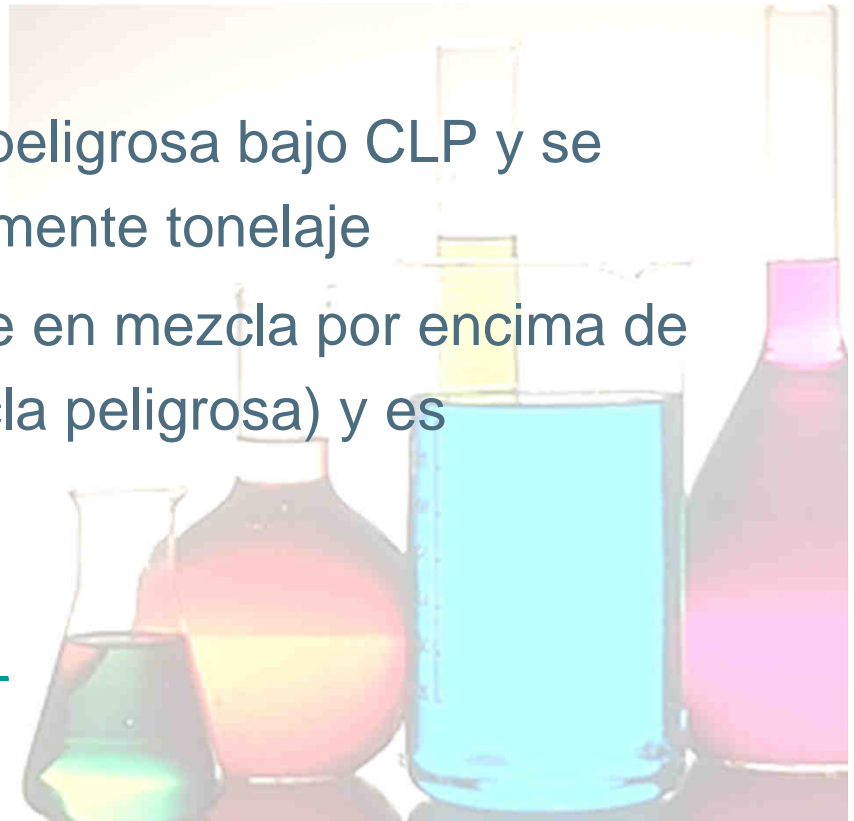 peligrosa bajo CLP y se
mente tonelaje
e en mezcla por encima de
cla peligrosa) y es